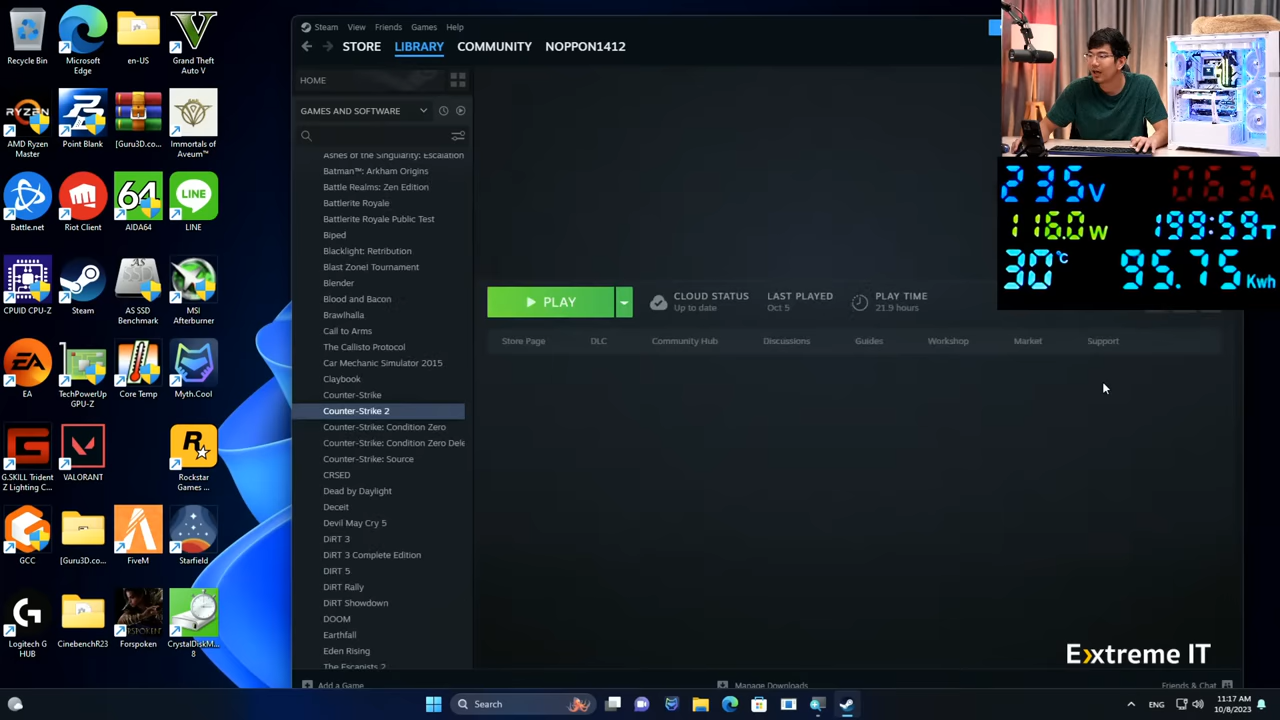 Steam View Friends Games Help
STORE LIBRARY COMMUNITY NOPPON1412
HOME
GAMES AND SOFTWARE
Ashes of the Singularity: Escalation
Batman™: Arkham Origins
Battle Realms: Zen Edition
Battlerite Royale
Battlerite Royale Public Test
Biped
Blacklight: Retribution
Blast Zone! Tournament
Blender
Blood and Bacon
Brawlhalla
Call to Arms
The Callisto Protocol
Car Mechanic Simulator 2015
Claybook
Counter-Strike
Counter-Strike 2
Counter-Strike: Condition Zero
Counter-Strike: Condition Zero Dele
Counter-Strike: Source
CRSED
Dead by Daylight
Deceit
Devil May Cry 5
DiRT 3
DiRT 3 Complete Edition
DIRT 5
DiRT Rally
DiRT Showdown
DOOM
Earthfall
Eden Rising
The Escapists 2
Add a Game
Manage Downloads
Friends & Chat
PLAY
CLOUD STATUS
Up to date
LAST PLAYED
Oct 5
PLAY TIME
21.9 hours
Store Page DLC Community Hub Discussions Guides Workshop Market Support
235V 063A
116.0W 199:59T
30°C 95.75Kwh
Extreme IT
Recycle Bin
Microsoft Edge
en-US
Grand Theft Auto V
AMD Ryzen Master
Point Blank
[Guru3D.co...
Immortals of Aveum™
Battle.net
Riot Client
AIDA64
LINE
CPUID CPU-Z
Steam
AS SSD Benchmark
MSI Afterburner
EA
TechPowerUp GPU-Z
Core Temp
Myth.Cool
G.SKILL Trident Z Lighting C...
VALORANT
Rockstar Games ...
GCC
[Guru3D.co...
FiveM
Starfield
Logitech G HUB
CinebenchR23
Forspoken
CrystalDiskM... 8
Search
ENG
11:17 AM
10/8/2023